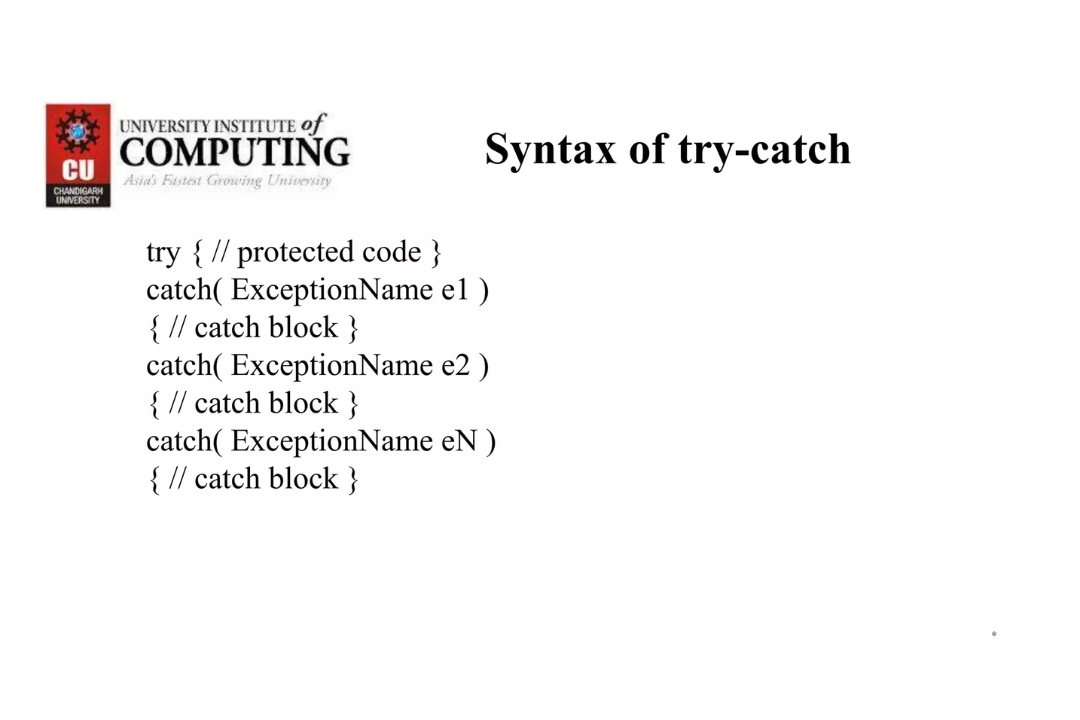 UNIVERSITY INSTITUTE of
COMPUTING
Asia's Fastest Growing University
CU
CHANDIGARH
UNIVERSITY
Syntax of try-catch
try { // protected code }
catch( ExceptionName e1 )
{ // catch block }
catch( ExceptionName e2 )
{ // catch block }
catch( ExceptionName eN )
{ // catch block }
*